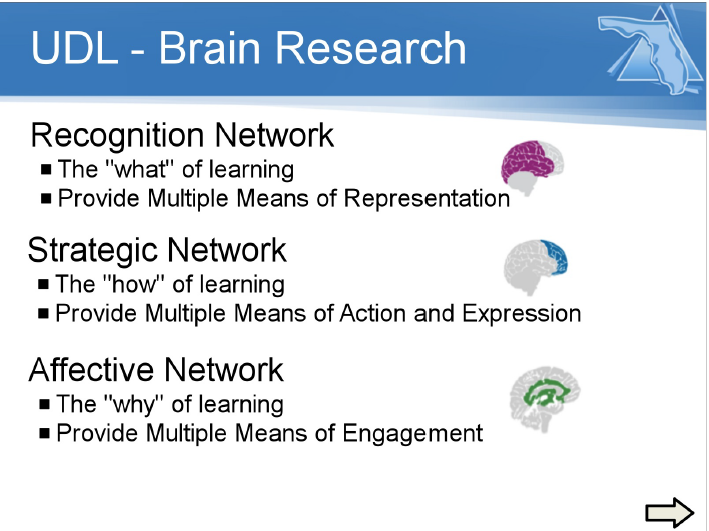 UDL - Brain Research
Recognition Network
■ The "what" of learning
■ Provide Multiple Means of Representation
Strategic Network
■ The "how" of learning
■ Provide Multiple Means of Action and Expression
Affective Network
■ The "why" of learning
■ Provide Multiple Means of Engagement